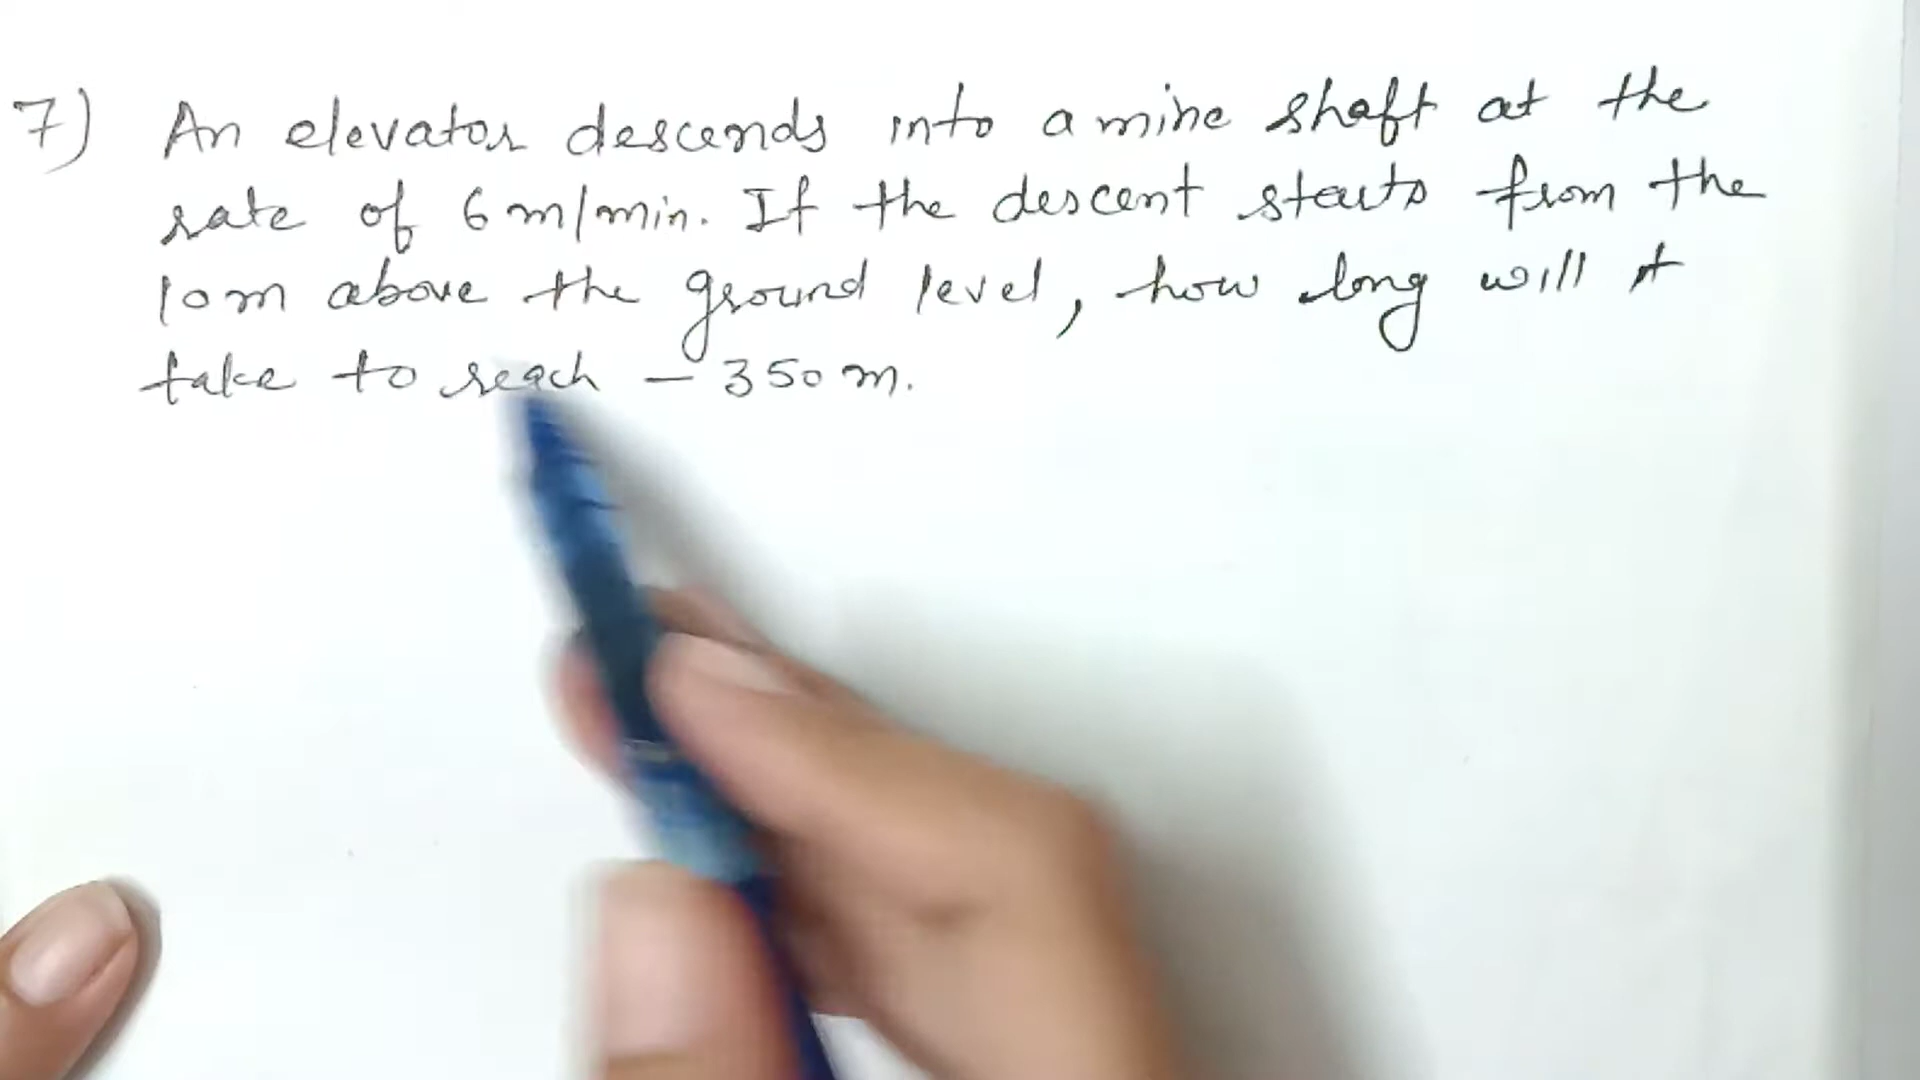 7) An elevator descends into a mine shaft at the
rate of 6 m/min. If the descent starts from the
10m above the ground level, how long will it
take to reach - 350 m.